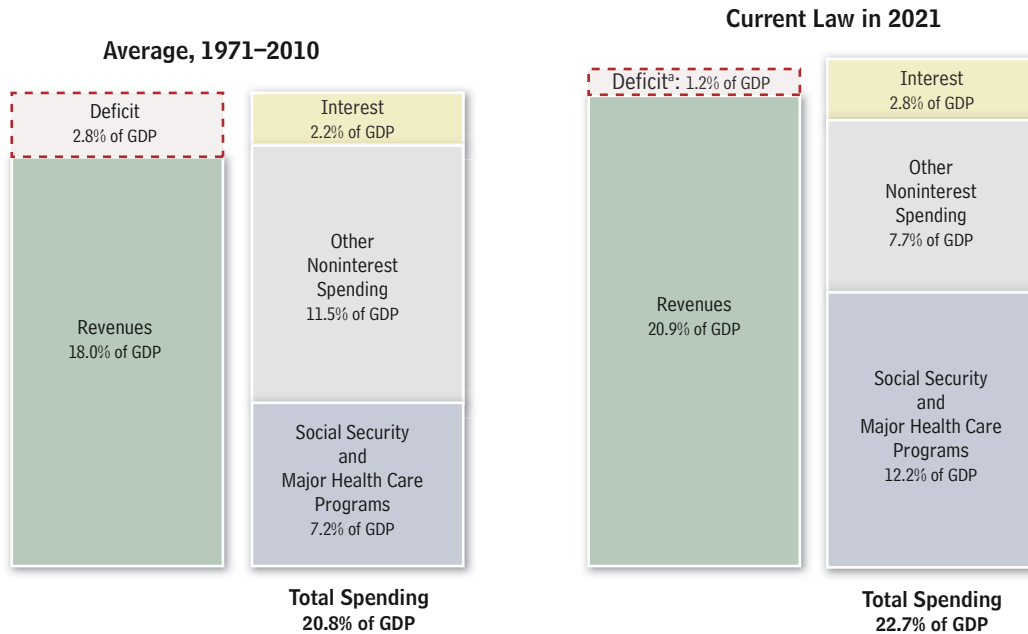 Average, 1971–2010
Deficit
2.8% of GDP
Revenues
18.0% of GDP
Interest
2.2% of GDP
Other
Noninterest
Spending
11.5% of GDP
Social Security
and
Major Health Care
Programs
7.2% of GDP
Total Spending
20.8% of GDP
Current Law in 2021
Deficitᵃ: 1.2% of GDP
Revenues
20.9% of GDP
Interest
2.8% of GDP
Other
Noninterest
Spending
7.7% of GDP
Social Security
and
Major Health Care
Programs
12.2% of GDP
Total Spending
22.7% of GDP